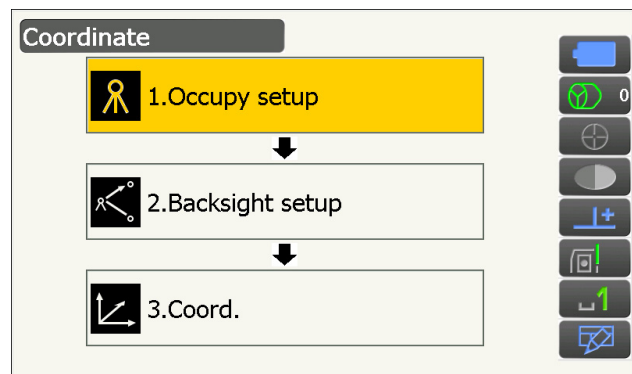 Coordinate
1.Occupy setup
0
2.Backsight setup
3.Coord.
1